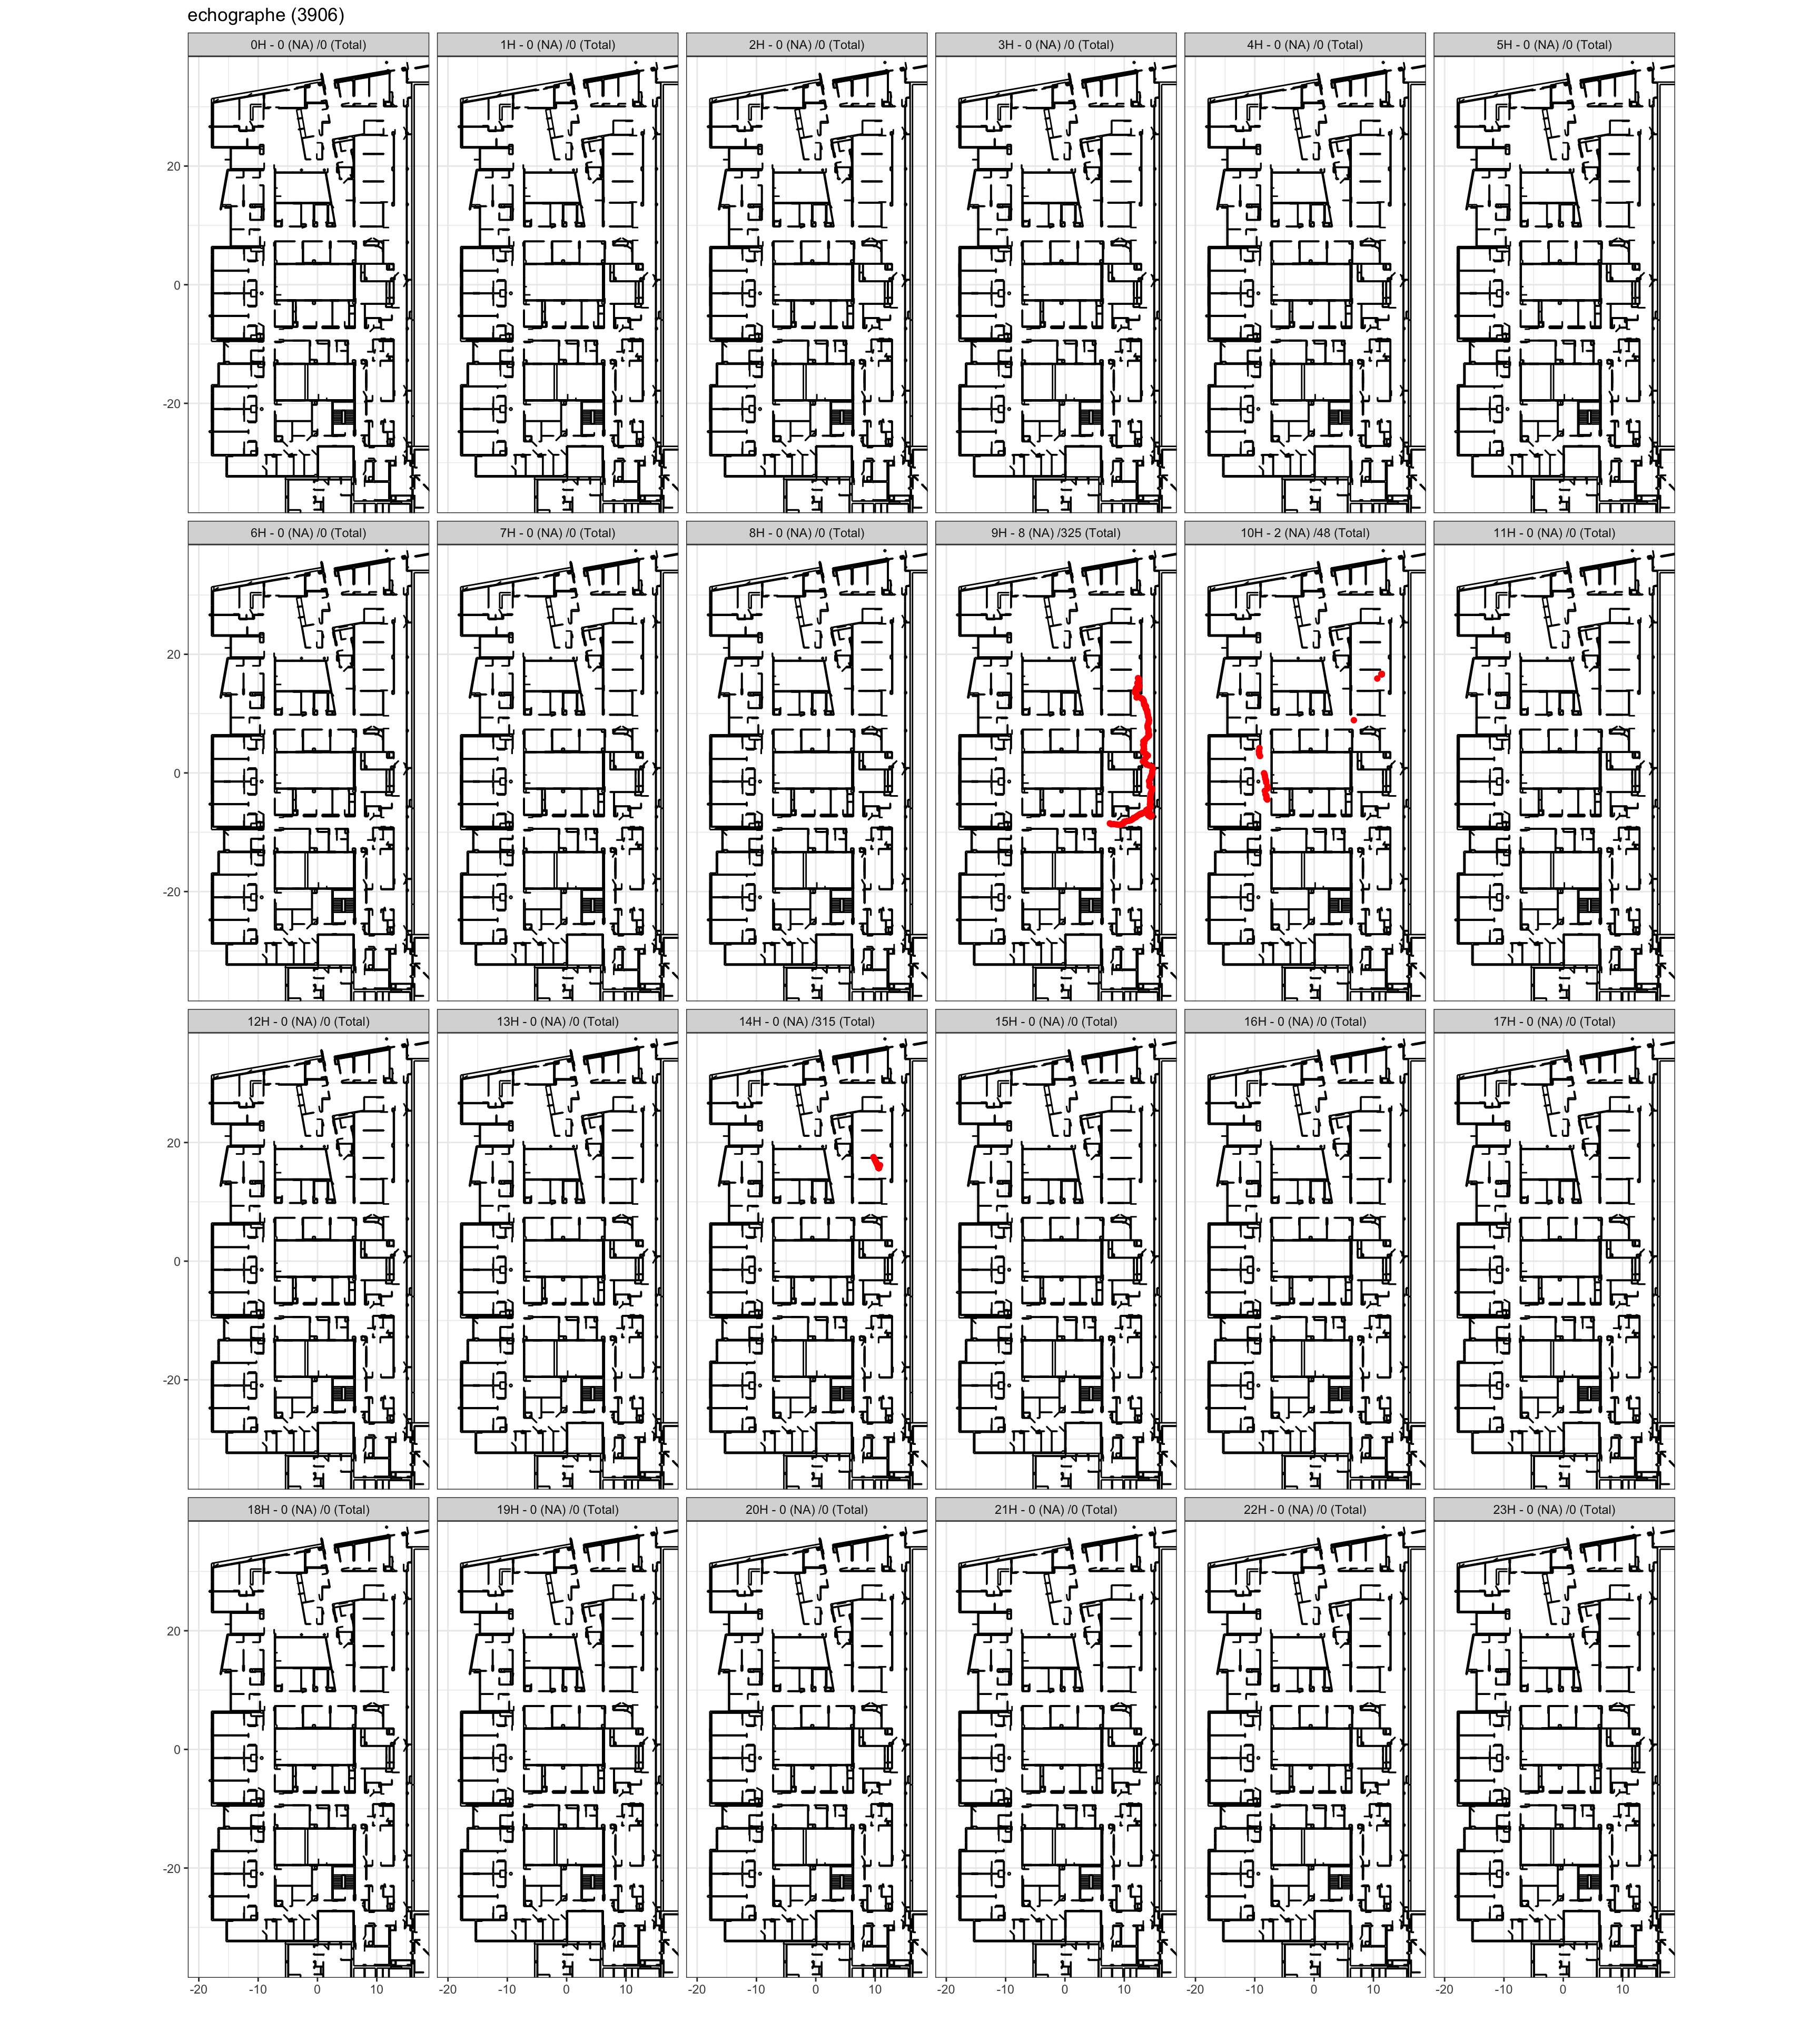 echographe (3906)
0H - 0 (NA) /0 (Total) 1H - 0 (NA) /0 (Total) 2H - 0 (NA) /0 (Total) 3H - 0 (NA) /0 (Total) 4H - 0 (NA) /0 (Total) 5H - 0 (NA) /0 (Total)
20
0
-20
6H - 0 (NA) /0 (Total) 7H - 0 (NA) /0 (Total) 8H - 0 (NA) /0 (Total) 9H - 8 (NA) /325 (Total) 10H - 2 (NA) /48 (Total) 11H - 0 (NA) /0 (Total)
20
0
-20
12H - 0 (NA) /0 (Total) 13H - 0 (NA) /0 (Total) 14H - 0 (NA) /315 (Total) 15H - 0 (NA) /0 (Total) 16H - 0 (NA) /0 (Total) 17H - 0 (NA) /0 (Total)
20
0
-20
18H - 0 (NA) /0 (Total) 19H - 0 (NA) /0 (Total) 20H - 0 (NA) /0 (Total) 21H - 0 (NA) /0 (Total) 22H - 0 (NA) /0 (Total) 23H - 0 (NA) /0 (Total)
20
0
-20
-20 -10 0 10 -20 -10 0 10 -20 -10 0 10 -20 -10 0 10 -20 -10 0 10 -20 -10 0 10